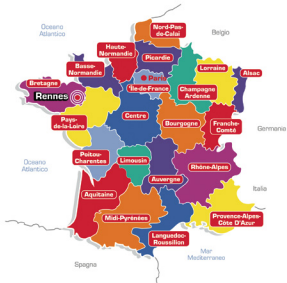 Oceano
Atlantico
Nord-Pas-
de-Calai
Belgio
Haute-
Normandie
Picardie
Basse-
Normandie
Lorraine
Alsac
Paris
Île-de-France
Bretagne
Champagne
Ardenne
Rennes
Centre
Pays-
de-la-Loire
Bourgogne
Franche-
Comté
Germania
Oceano
Atlantico
Poitou-
Charentes
Limousin
Rhône-Alpes
Auvergne
Italia
Aquitaine
Midi-Pyrénées
Provence-Alpes-
Côte D'Azur
Languedoc-
Roussillon
Mar
Mediterraneo
Spagna